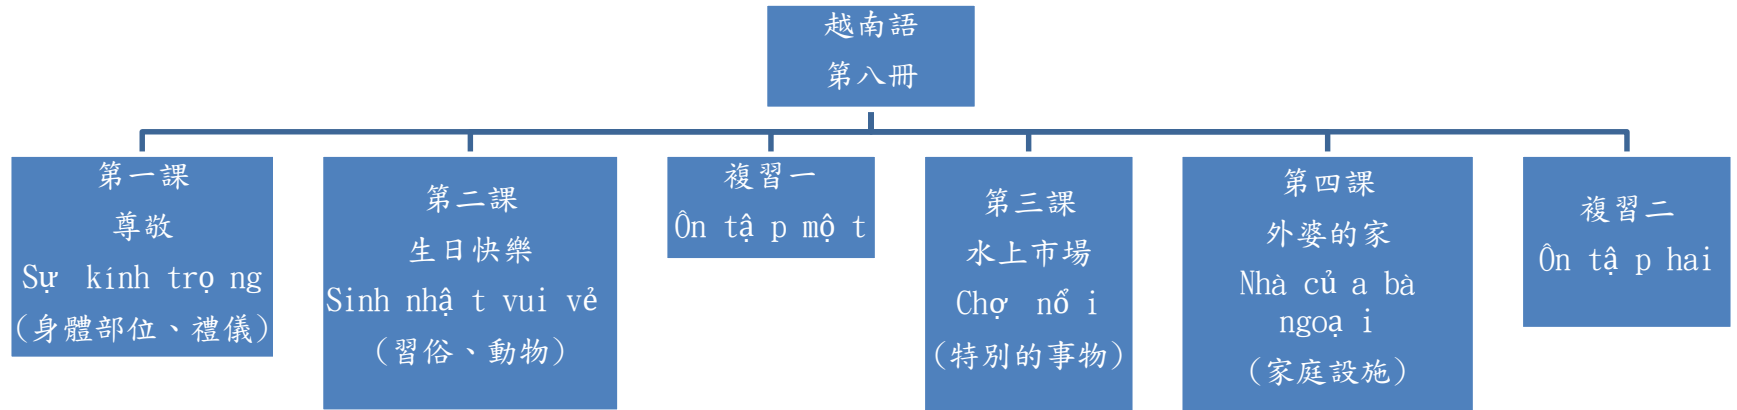 越南語
第八冊
第一課
尊敬
Sự kính trọng
(身體部位、禮儀)
第二課
生日快樂
Sinh nhật vui vẻ
(習俗、動物)
複習一
Ôn tập một
第三課
水上市場
Chợ nổi
(特別的事物)
第四課
外婆的家
Nhà của bà
ngoại
(家庭設施)
複習二
Ôn tập hai